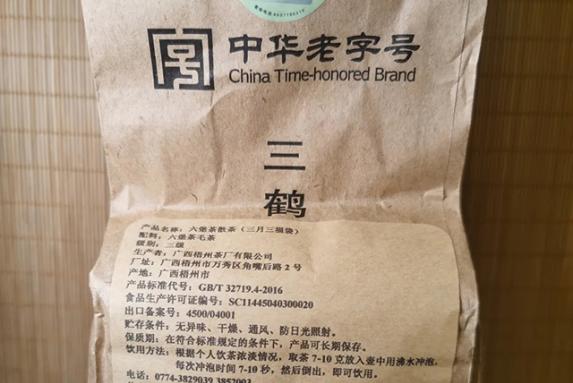 中华老字号
China Time-honored Brand
三
鹤
产品名称：六堡茶散茶（三月三福袋）
配料：六堡茶毛茶
级别：三级
生产者：广西梧州茶厂有限公司
厂址：广西梧州市万秀区角嘴后路2号
产地：广西梧州市
产品标准代号：GB/T 32719.4-2016
食品生产许可证编号：SC11445040300020
出口备案号：4500/04001
贮存条件：无异味、干燥、通风、防日光照射。
保质期：在符合标准规定的条件下，产品可长期保存。
饮用方法：根据个人饮茶浓淡情况，取茶7-10克放入壶中用沸水冲泡，
每次冲泡时间7-10秒，然后倒出，即可饮用。
电话：0774-3829039 3852003